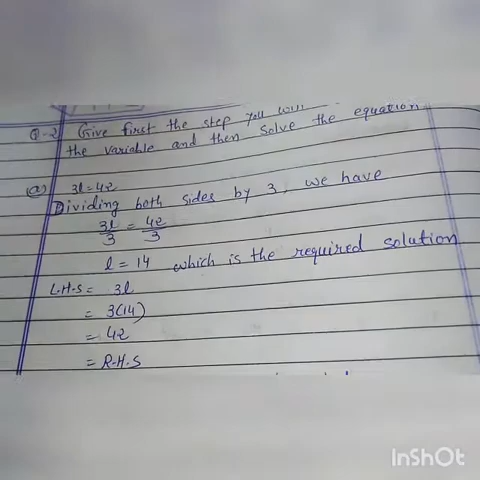 Q.2 Give first the step you will
the variable and then solve the equation
(a) 3l = 42
Dividing both sides by 3, we have
3l/3 = 42/3
l = 14 which is the required solution
L.H.S = 3l
= 3(14)
= 42
= R.H.S
InShOt